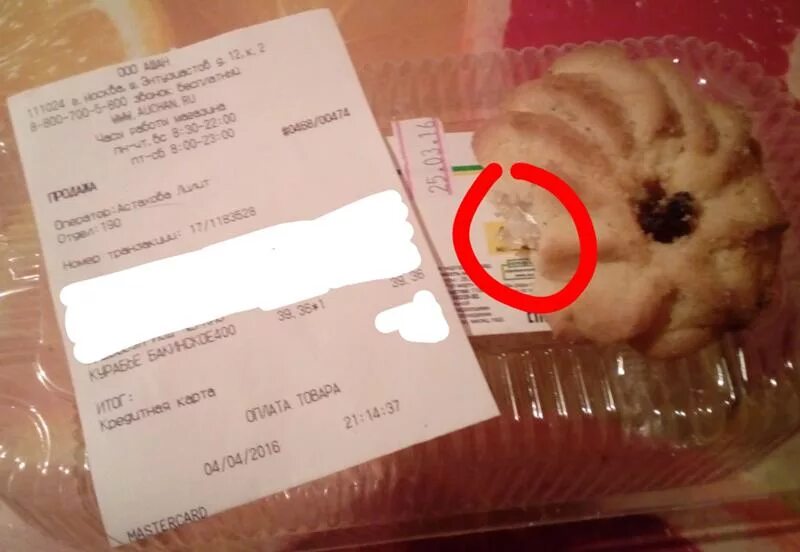 ООО АШАН
111024 г. Москва, ш. Энтузиастов д. 12, к. 2
8-800-700-5-800 звонок бесплатный
WWW.AUCHAN.RU
Часы работы магазина
пн-чт, вс 8:30-22:00
пт-сб 8:00-23:00
#0468/00474
ПРОДАЖА
Оператор: Астахова Лилит
Отдел: 190
Номер транзакции: 17/1183528
39.36*1
39.36
КУРАБЬЕ БАКИНСКОЕ400
ИТОГ:
Кредитная карта
ОПЛАТА ТОВАРА
04/04/2016
21:14:37
MASTERCARD
25.03.16